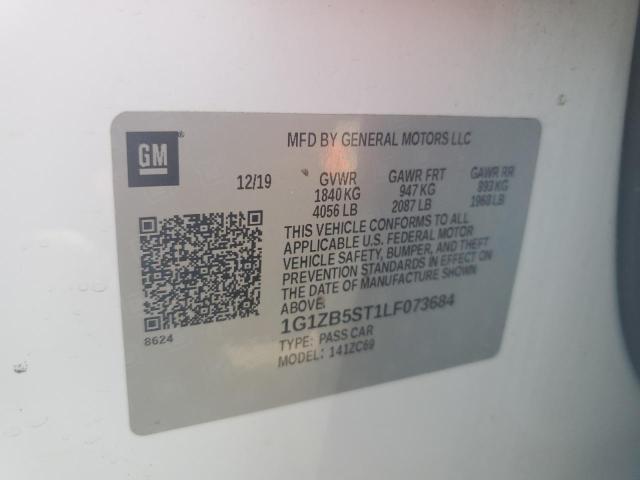 GM
MFD BY GENERAL MOTORS LLC
12/19 GVWR GAWR FRT GAWR RR
1840 KG 947 KG 893 KG
4056 LB 2087 LB 1968 LB
THIS VEHICLE CONFORMS TO ALL
APPLICABLE U.S. FEDERAL MOTOR
VEHICLE SAFETY, BUMPER, AND THEFT
PREVENTION STANDARDS IN EFFECT ON
THE DATE OF MANUFACTURE SHOWN
ABOVE.
1G1ZB5ST1LF073684
8624
TYPE: PASS CAR
MODEL: 141ZC69